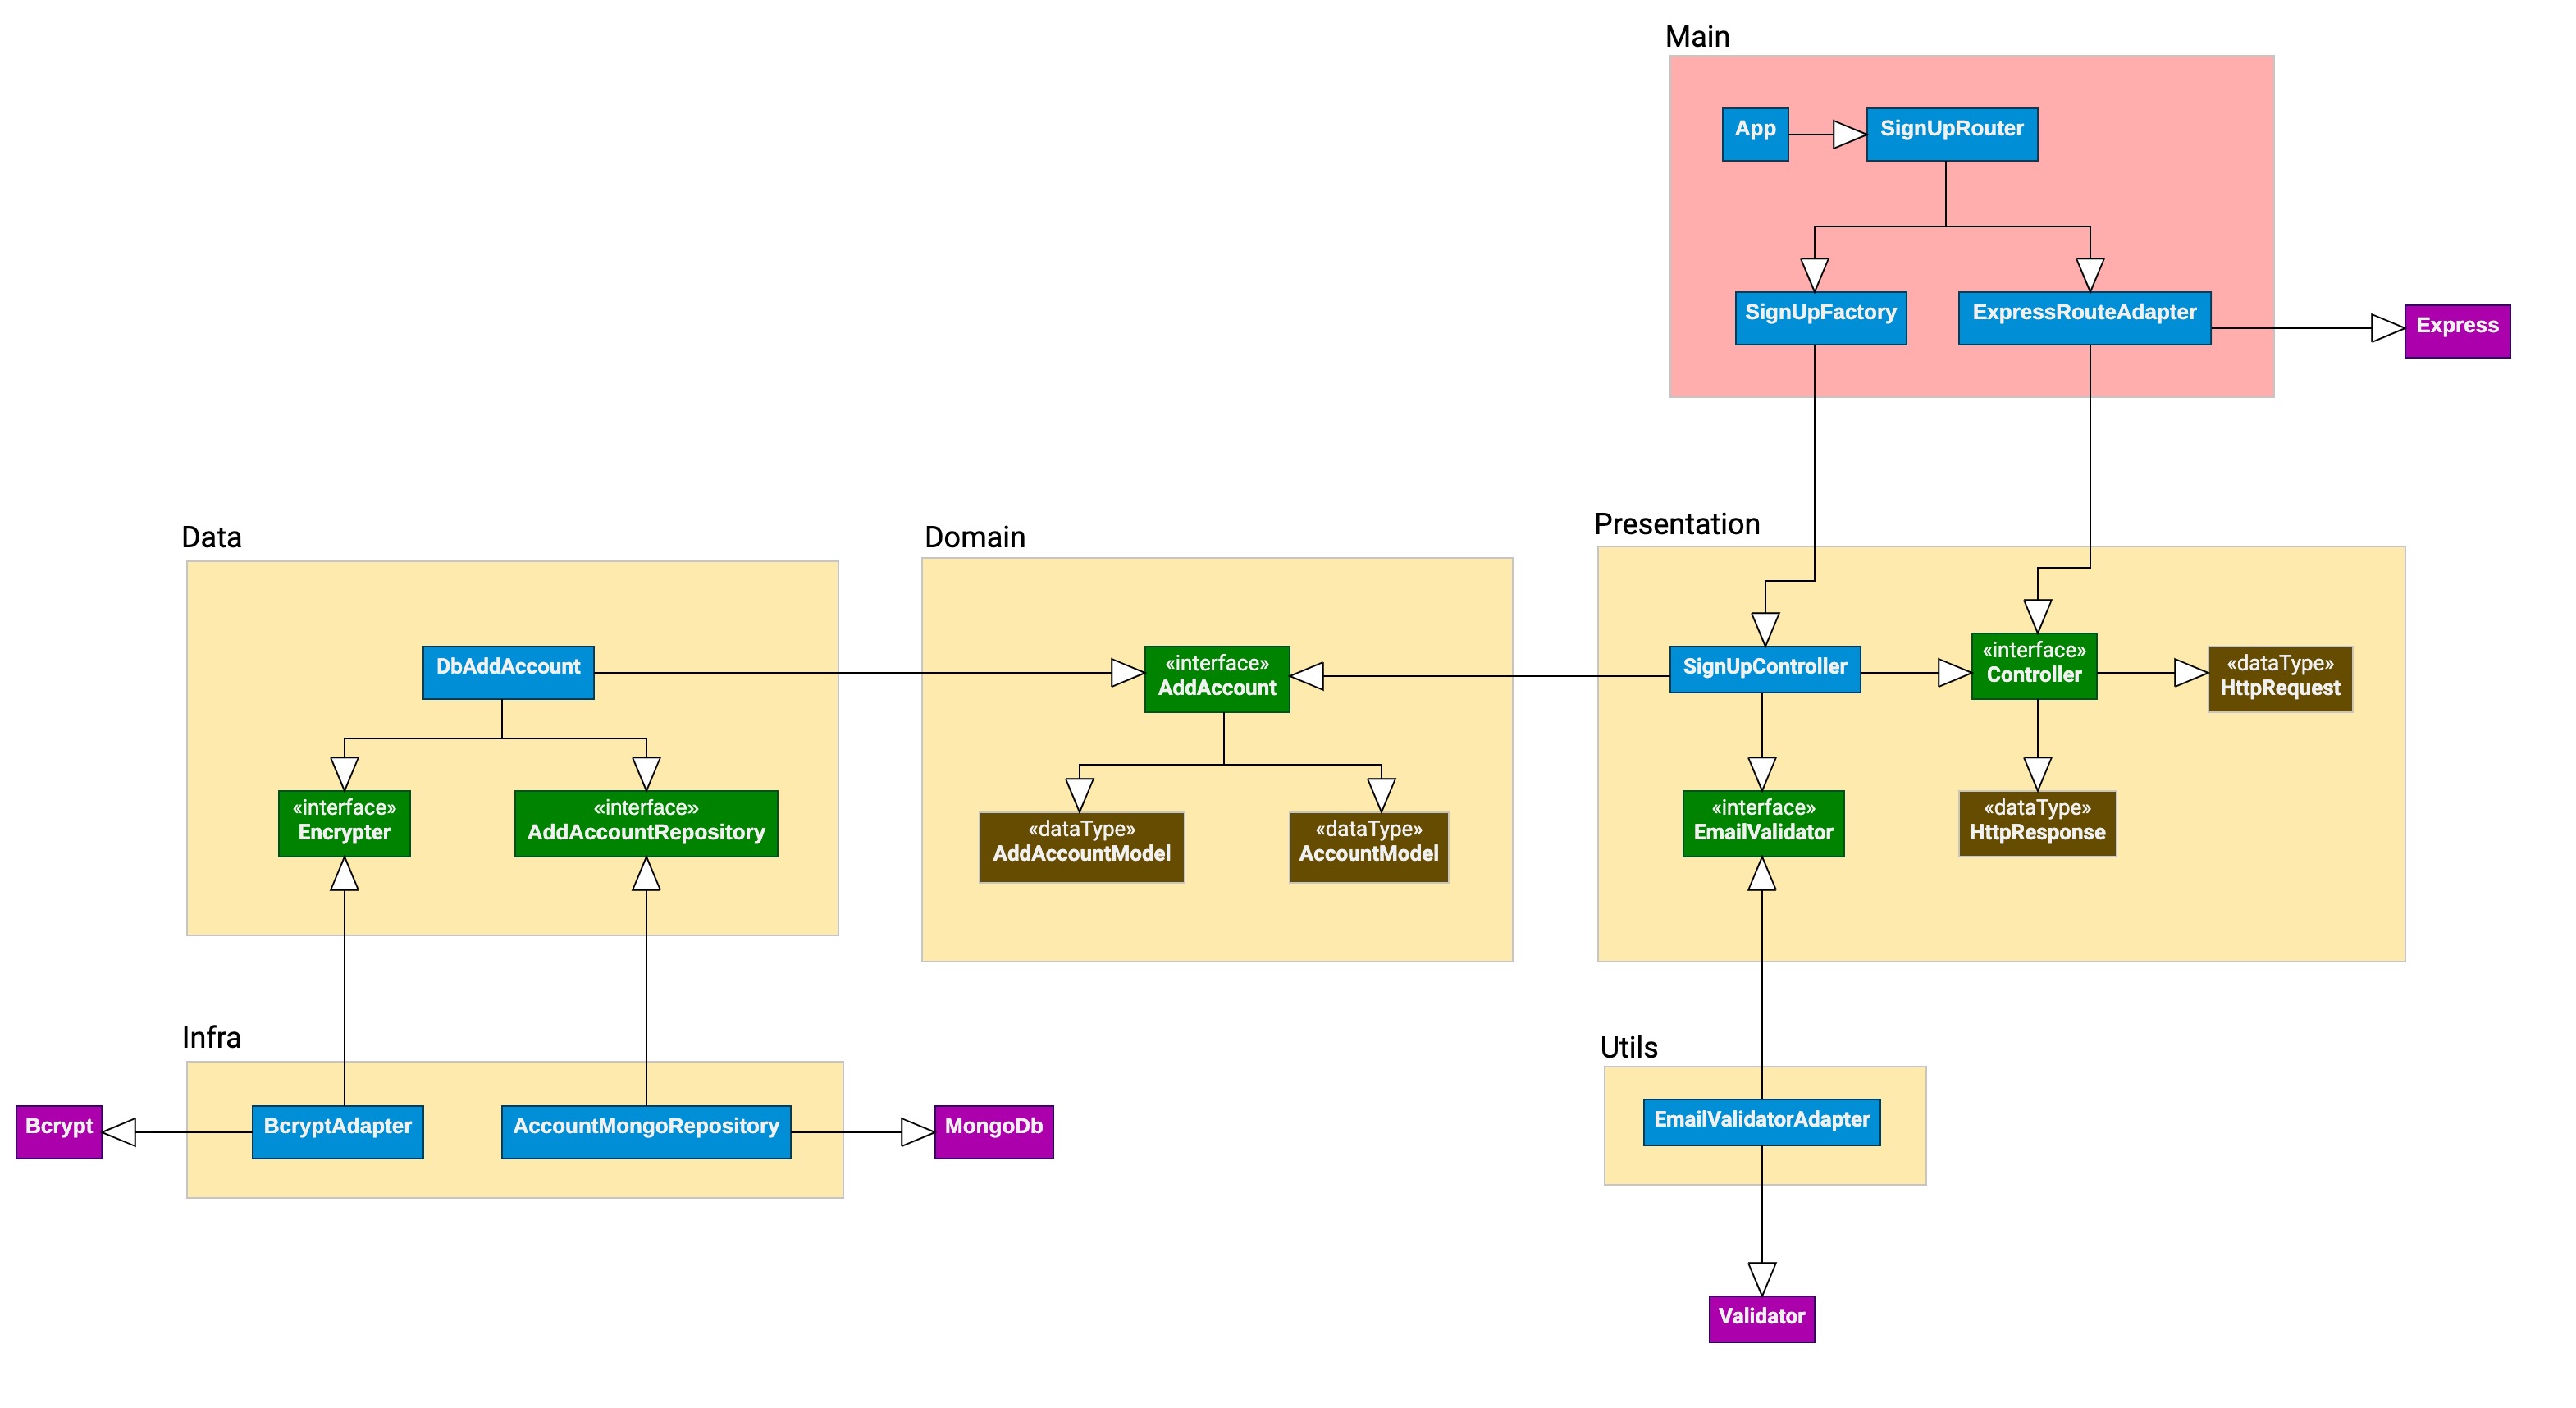 Main
App
SignUpRouter
SignUpFactory
ExpressRouteAdapter
Express
Data
DbAddAccount
«interface»
Encrypter
«interface»
AddAccountRepository
Domain
«interface»
AddAccount
«dataType»
AddAccountModel
«dataType»
AccountModel
Presentation
SignUpController
«interface»
Controller
«dataType»
HttpRequest
«interface»
EmailValidator
«dataType»
HttpResponse
Infra
Bcrypt
BcryptAdapter
AccountMongoRepository
MongoDb
Utils
EmailValidatorAdapter
Validator